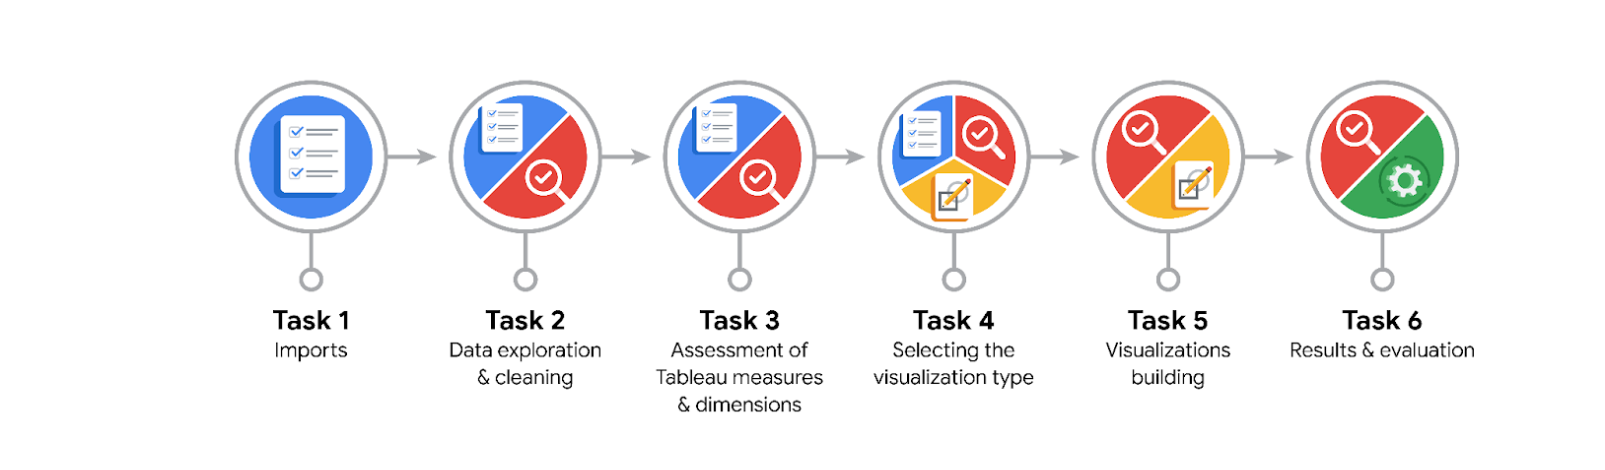 Task 1
Imports
Task 2
Data exploration
& cleaning
Task 3
Assessment of
Tableau measures
& dimensions
Task 4
Selecting the
visualization type
Task 5
Visualizations
building
Task 6
Results & evaluation